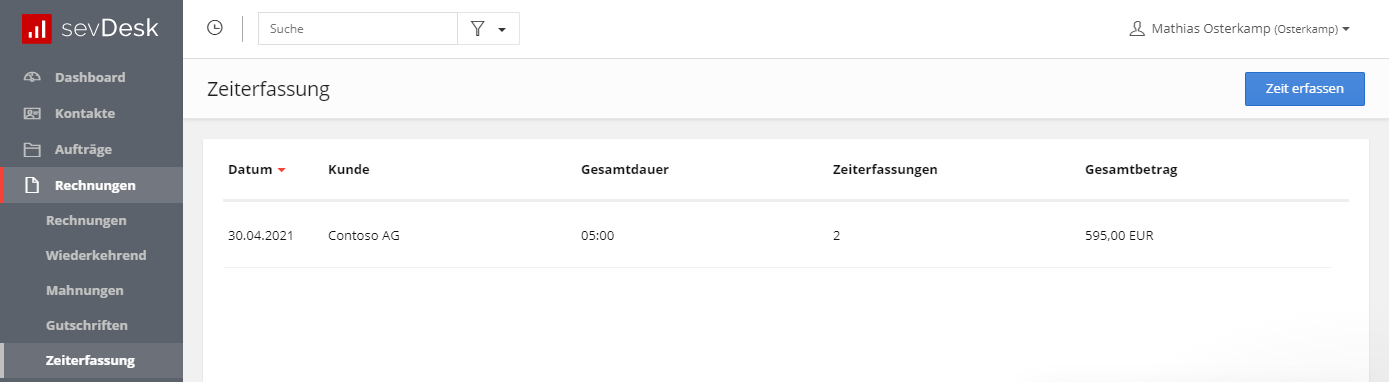 sevDesk
Suche
Mathias Osterkamp (Osterkamp)
Dashboard
Kontakte
Aufträge
Rechnungen
Rechnungen
Wiederkehrend
Mahnungen
Gutschriften
Zeiterfassung
Zeiterfassung
Zeit erfassen
Datum Kunde Gesamtdauer Zeiterfassungen Gesamtbetrag
30.04.2021 Contoso AG 05:00 2 595,00 EUR